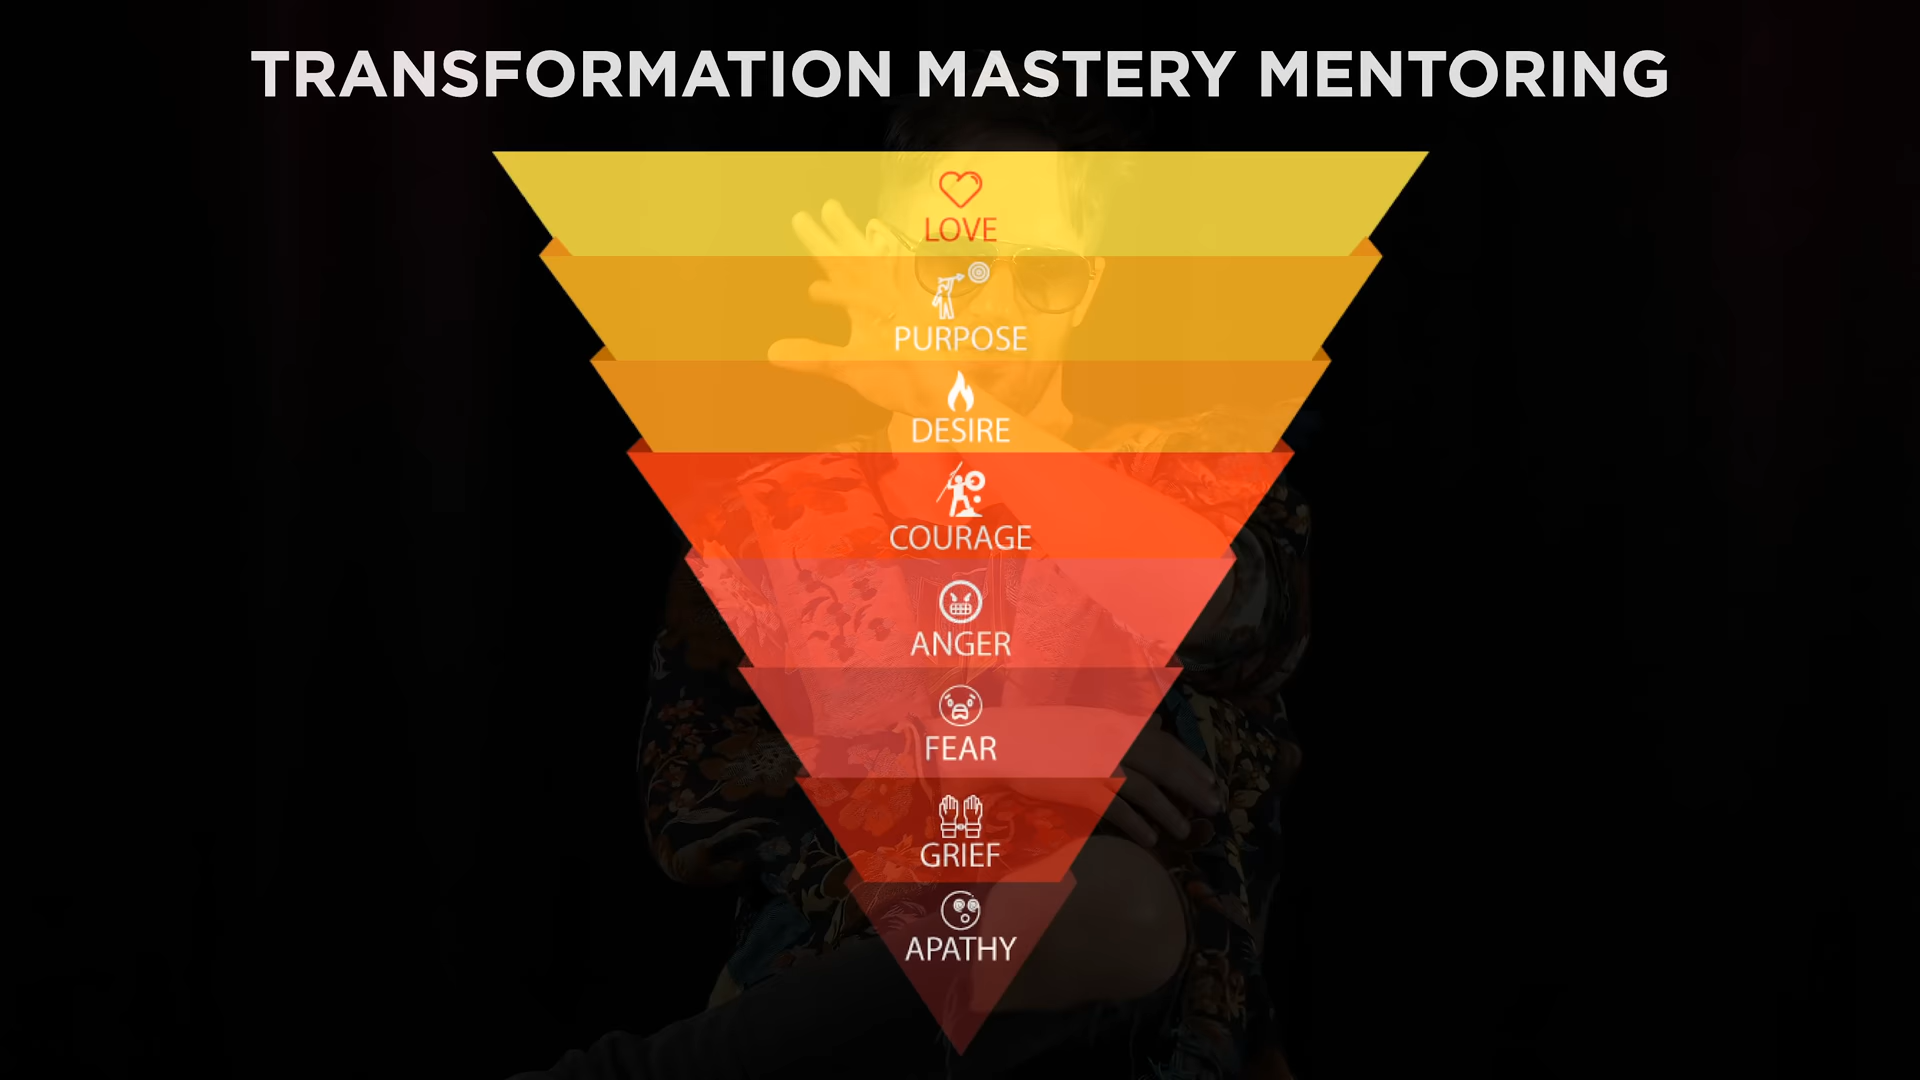 TRANSFORMATION MASTERY MENTORING
LOVE
PURPOSE
DESIRE
COURAGE
ANGER
FEAR
GRIEF
APATHY